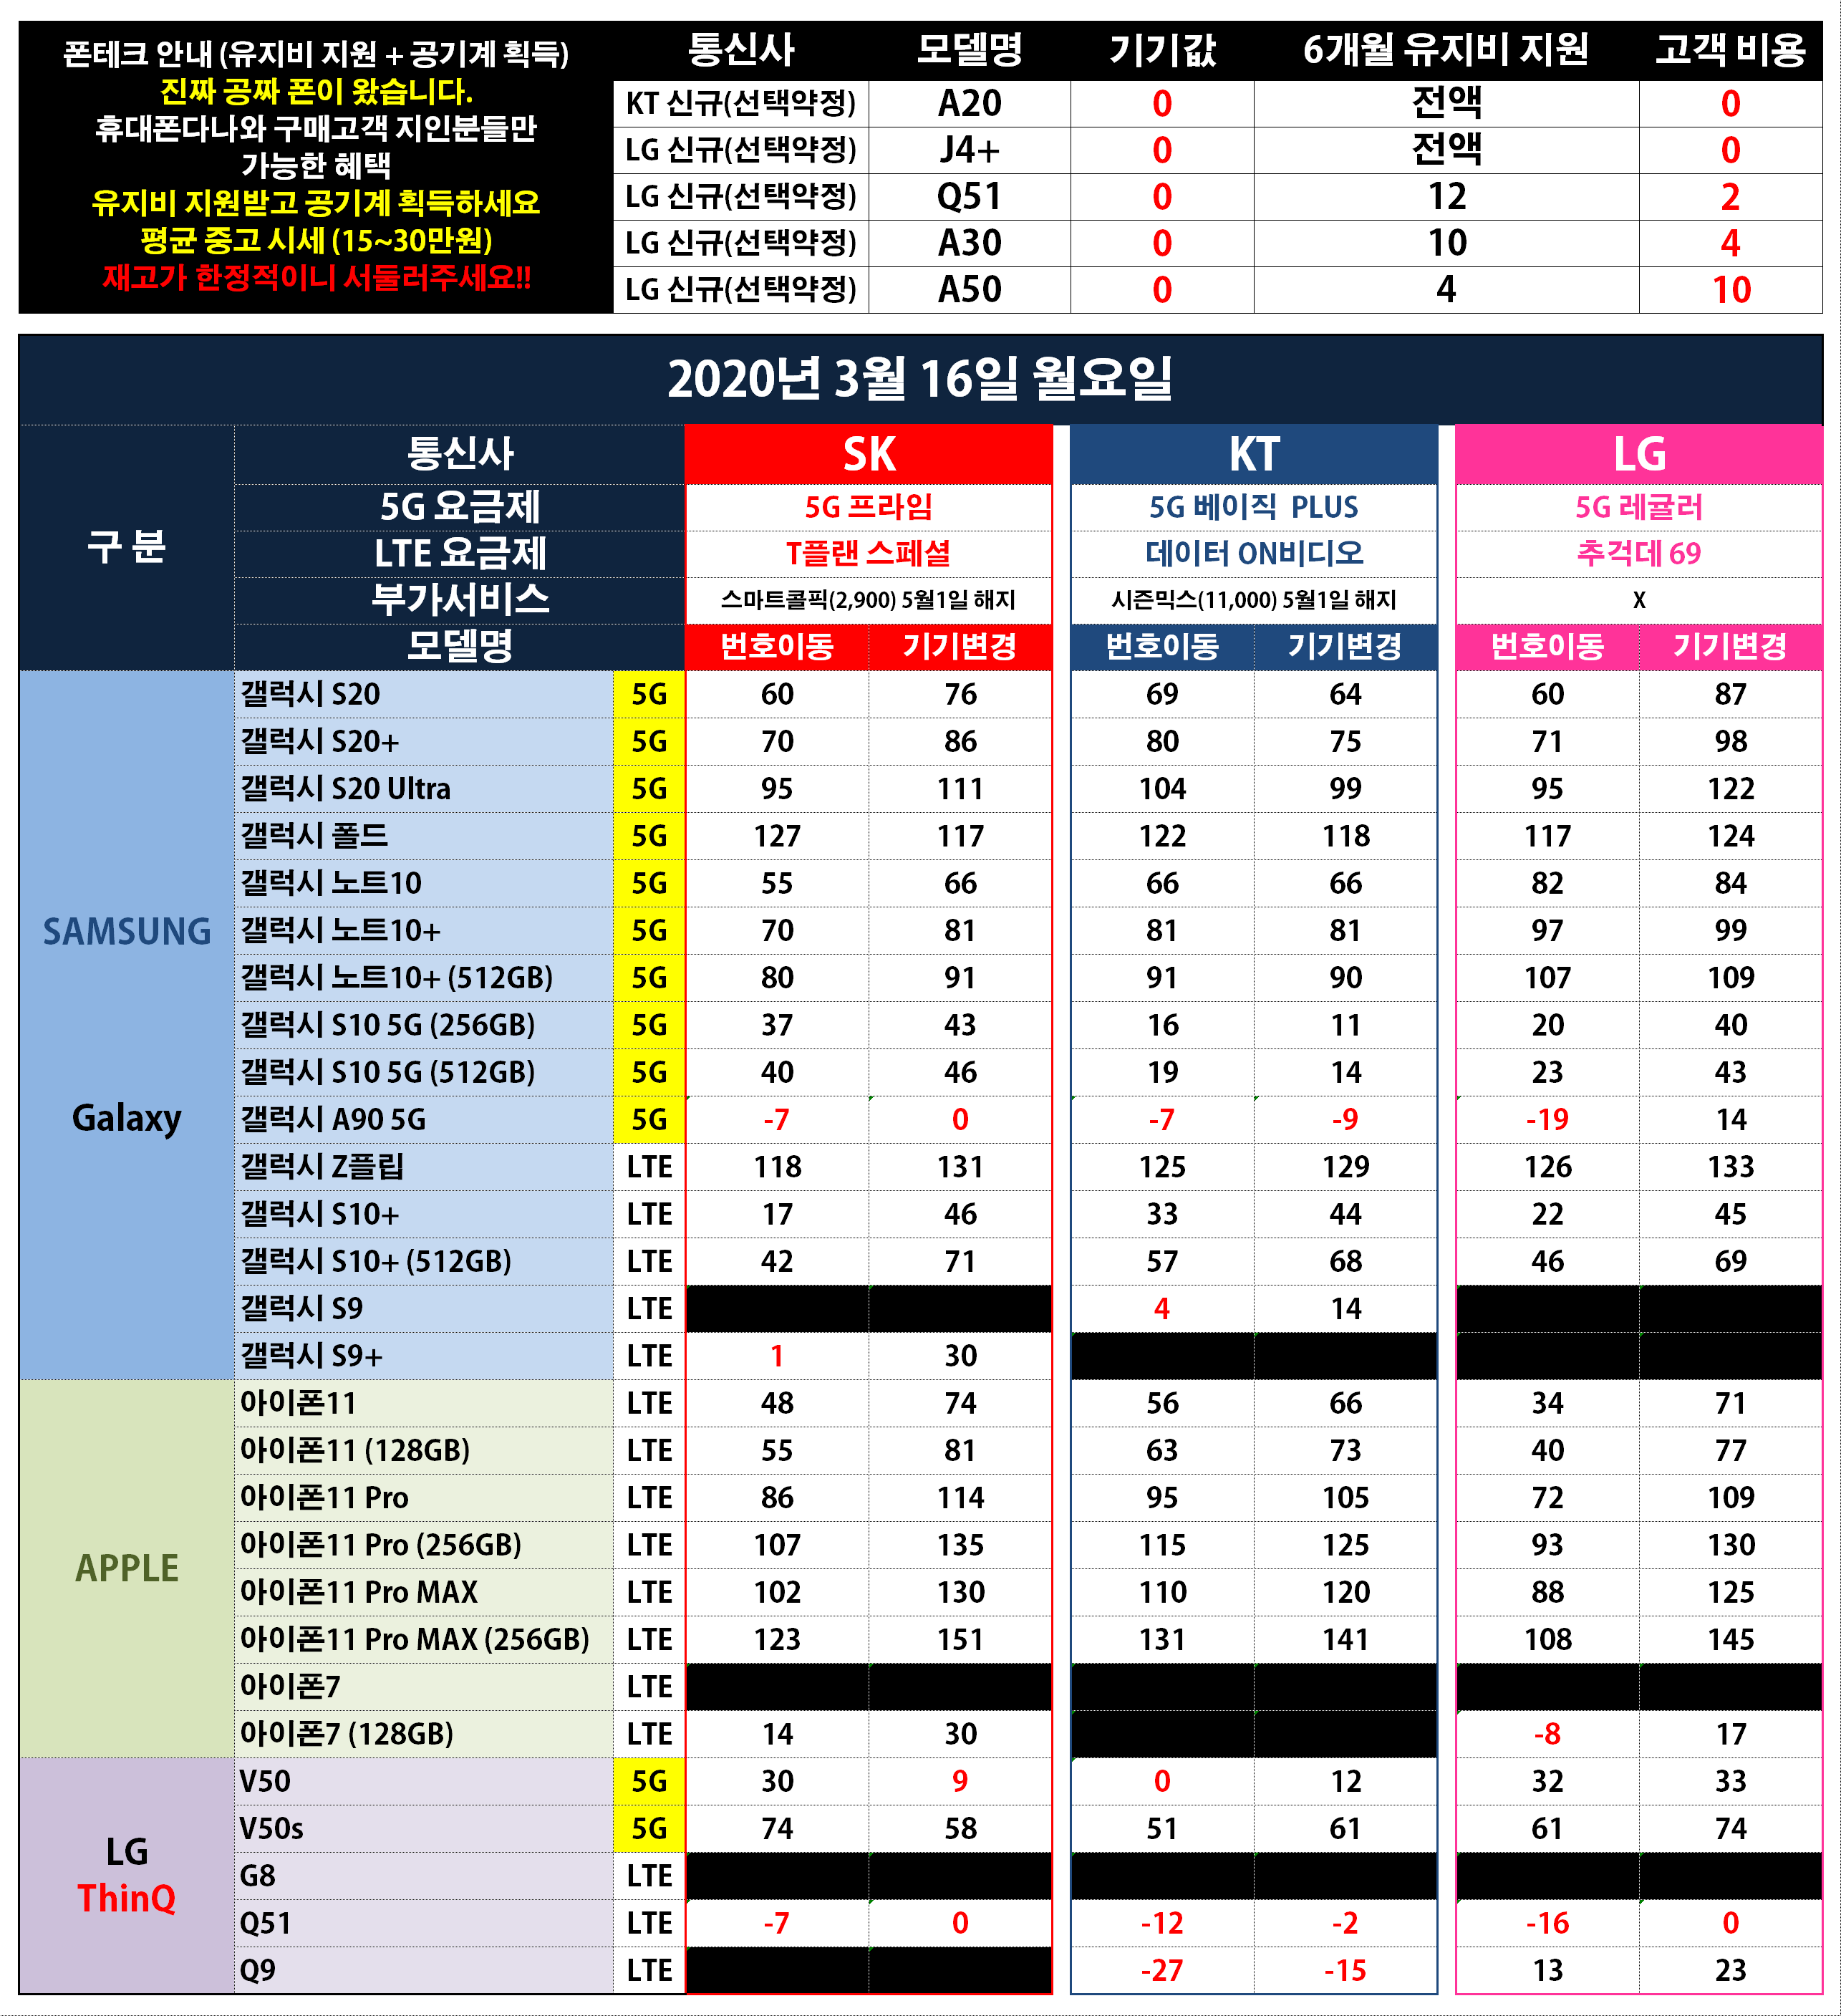 폰테크 안내 (유지비 지원 + 공기계 획득)
진짜 공짜 폰이 왔습니다.
휴대폰다나와 구매고객 지인분들만
가능한 혜택
유지비 지원받고 공기계 획득하세요
평균 중고 시세 (15~30만원)
재고가 한정적이니 서둘러주세요!!
통신사 모델명 기기값 6개월 유지비 지원 고객 비용
KT 신규(선택약정) A20 0 전액 0
LG 신규(선택약정) J4+ 0 전액 0
LG 신규(선택약정) Q51 0 12 2
LG 신규(선택약정) A30 0 10 4
LG 신규(선택약정) A50 0 4 10
2020년 3월 16일 월요일
구 분
통신사 SK KT LG
5G 요금제 5G 프라임 5G 베이직 PLUS 5G 레귤러
LTE 요금제 T플랜 스페셜 데이터 ON비디오 추걱데 69
부가서비스 스마트콜픽(2,900) 5월1일 해지 시즌믹스(11,000) 5월1일 해지 X
모델명 번호이동 기기변경 번호이동 기기변경 번호이동 기기변경
SAMSUNG
Galaxy
갤럭시 S20 5G 60 76 69 64 60 87
갤럭시 S20+ 5G 70 86 80 75 71 98
갤럭시 S20 Ultra 5G 95 111 104 99 95 122
갤럭시 폴드 5G 127 117 122 118 117 124
갤럭시 노트10 5G 55 66 66 66 82 84
갤럭시 노트10+ 5G 70 81 81 81 97 99
갤럭시 노트10+ (512GB) 5G 80 91 91 90 107 109
갤럭시 S10 5G (256GB) 5G 37 43 16 11 20 40
갤럭시 S10 5G (512GB) 5G 40 46 19 14 23 43
갤럭시 A90 5G 5G -7 0 -7 -9 -19 14
갤럭시 Z플립 LTE 118 131 125 129 126 133
갤럭시 S10+ LTE 17 46 33 44 22 45
갤럭시 S10+ (512GB) LTE 42 71 57 68 46 69
갤럭시 S9 LTE 4 14
갤럭시 S9+ LTE 1 30
APPLE
아이폰11 LTE 48 74 56 66 34 71
아이폰11 (128GB) LTE 55 81 63 73 40 77
아이폰11 Pro LTE 86 114 95 105 72 109
아이폰11 Pro (256GB) LTE 107 135 115 125 93 130
아이폰11 Pro MAX LTE 102 130 110 120 88 125
아이폰11 Pro MAX (256GB) LTE 123 151 131 141 108 145
아이폰7 LTE
아이폰7 (128GB) LTE 14 30 -8 17
LG
ThinQ
V50 5G 30 9 0 12 32 33
V50s 5G 74 58 51 61 61 74
G8 LTE
Q51 LTE -7 0 -12 -2 -16 0
Q9 LTE -27 -15 13 23